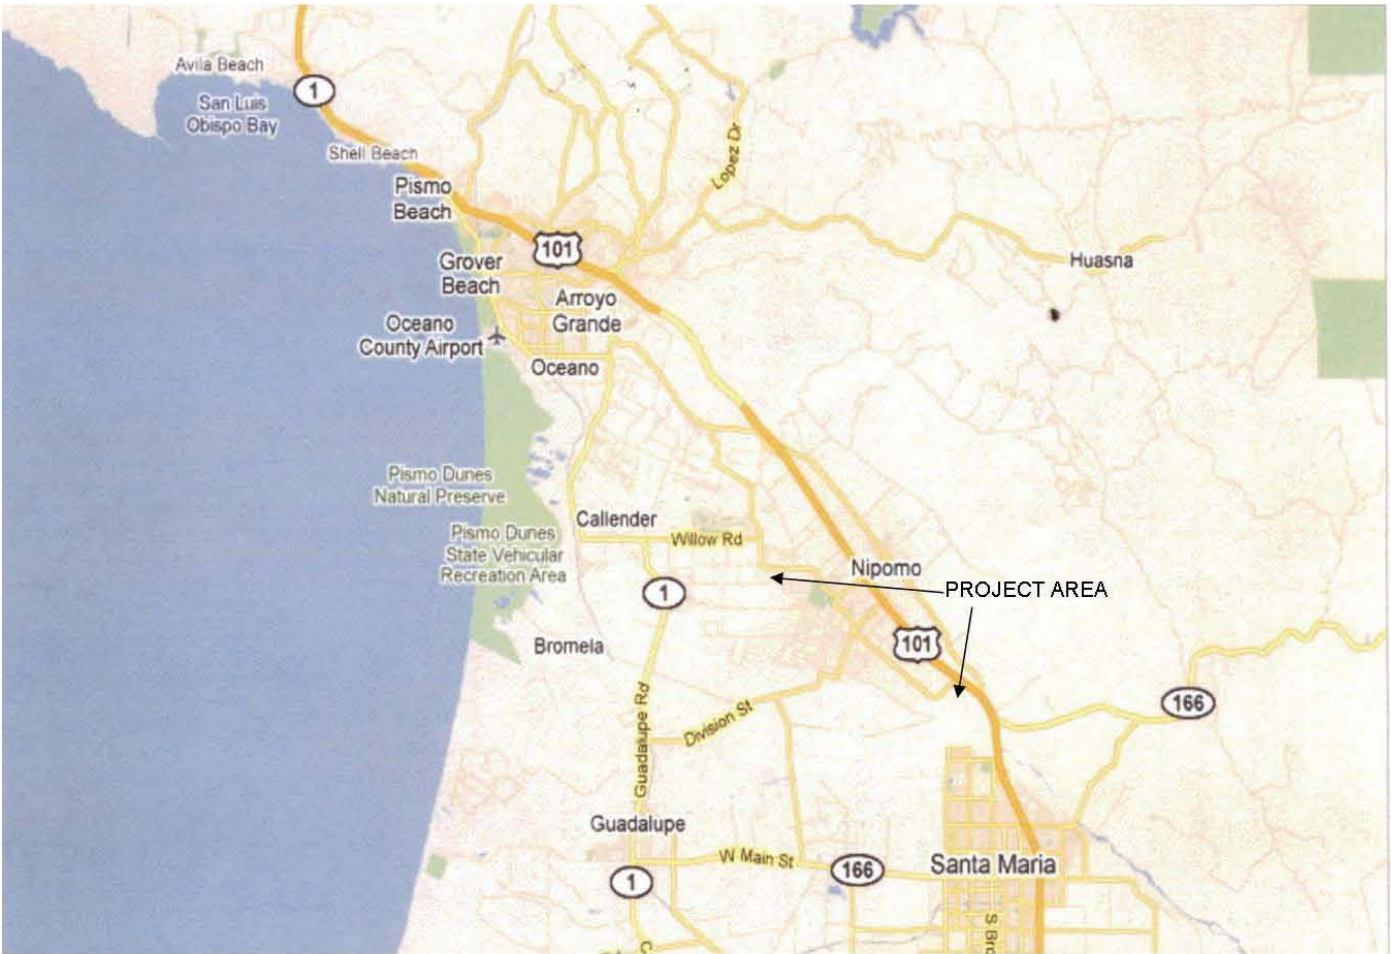 Avila Beach
1
San Luis
Obispo Bay
Shell Beach
Lopez Dr
Pismo
Beach
101
Huasna
Grover
Beach
Arroyo
Grande
Oceano
County Airport
Oceano
Pismo Dunes
Natural Preserve
Callender
Willow Rd
Pismo Dunes
State Vehicular
Recreation Area
Nipomo
PROJECT AREA
1
Bromela
101
166
Guadalupe Rd
Division St
Guadalupe
W Main St
166
Santa Maria
1
S Bro
C